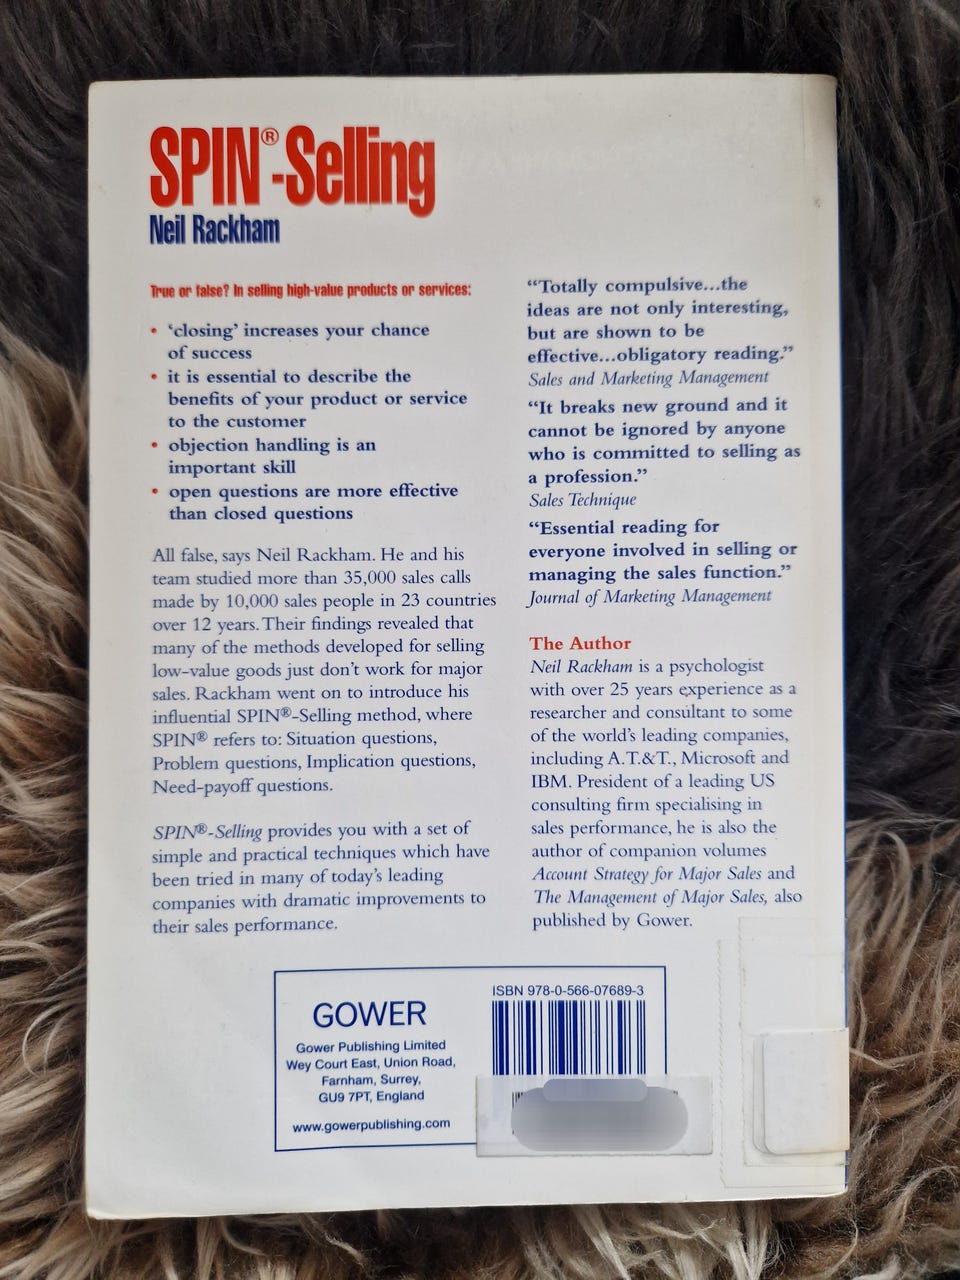 SPIN®-Selling
Neil Rackham
True or false? In selling high-value products or services:
• ‘closing’ increases your chance
of success
• it is essential to describe the
benefits of your product or service
to the customer
• objection handling is an
important skill
• open questions are more effective
than closed questions
All false, says Neil Rackham. He and his
team studied more than 35,000 sales calls
made by 10,000 sales people in 23 countries
over 12 years. Their findings revealed that
many of the methods developed for selling
low-value goods just don’t work for major
sales. Rackham went on to introduce his
influential SPIN®-Selling method, where
SPIN® refers to: Situation questions,
Problem questions, Implication questions,
Need-payoff questions.
SPIN®-Selling provides you with a set of
simple and practical techniques which have
been tried in many of today’s leading
companies with dramatic improvements to
their sales performance.
“Totally compulsive...the
ideas are not only interesting,
but are shown to be
effective...obligatory reading.”
Sales and Marketing Management
“It breaks new ground and it
cannot be ignored by anyone
who is committed to selling as
a profession.”
Sales Technique
“Essential reading for
everyone involved in selling or
managing the sales function.”
Journal of Marketing Management
The Author
Neil Rackham is a psychologist
with over 25 years experience as a
researcher and consultant to some
of the world’s leading companies,
including A.T.&T., Microsoft and
IBM. President of a leading US
consulting firm specialising in
sales performance, he is also the
author of companion volumes
Account Strategy for Major Sales and
The Management of Major Sales, also
published by Gower.
GOWER
Gower Publishing Limited
Wey Court East, Union Road,
Farnham, Surrey,
GU9 7PT, England
www.gowerpublishing.com
ISBN 978-0-566-07689-3